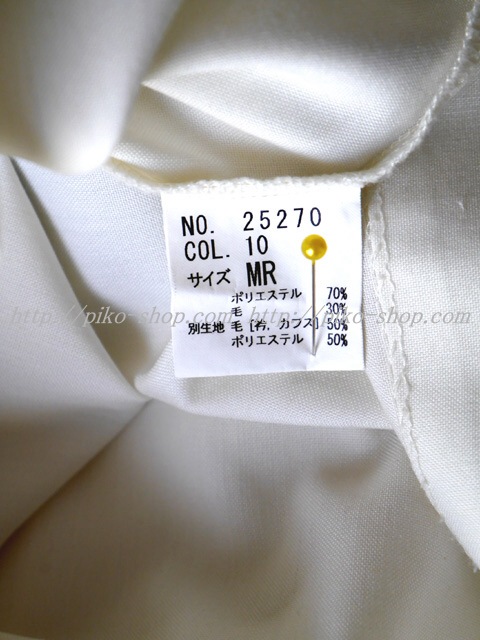 NO. 25270
COL. 10
サイズ MR
ポリエステル 70%
毛 30%
http://piko-shop.com http://piko-shop.com
別生地 毛 [衿，カフス] 50%
ポリエステル 50%